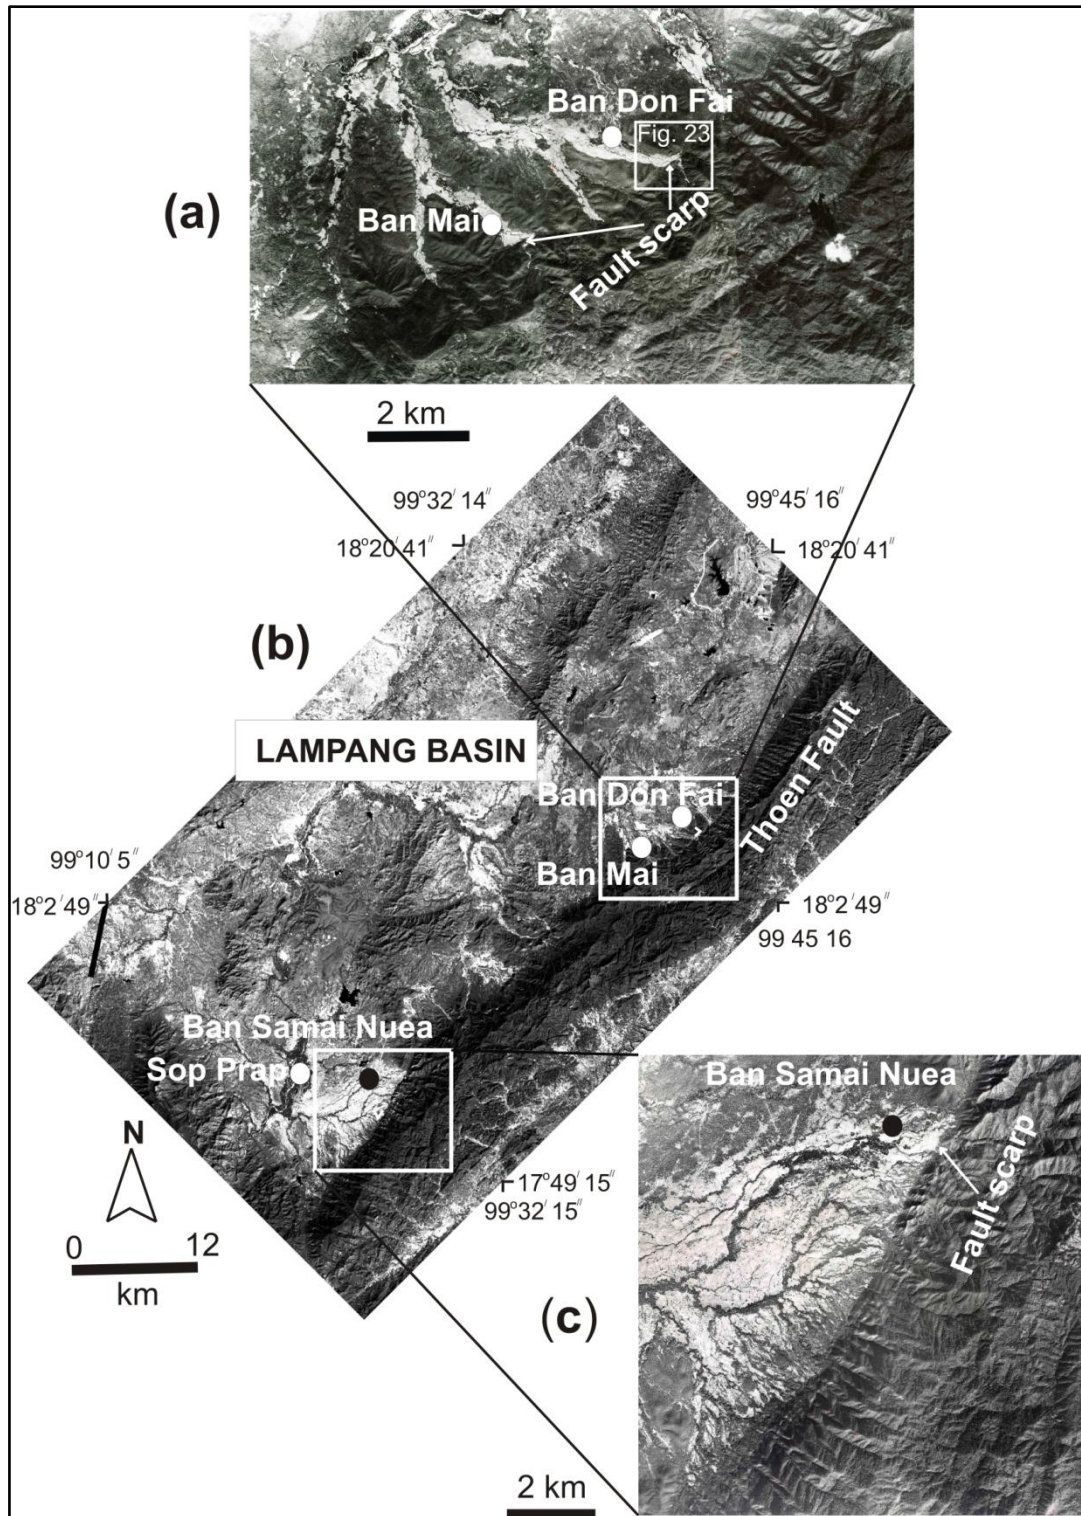 Ban Don Fai
Fig. 23
(a)
Ban Mai
Fault scarp
2 km
99°32′14″
99°45′16″
18°20′41″
18°20′41″
(b)
LAMPANG BASIN
Ban Don Fai
Thoen Fault
Ban Mai
99°10′5″
18°2′49″
18°2′49″
99 45 16
Ban Samai Nuea
Sop Prap
Ban Samai Nuea
N
Fault scarp
17°49′15″
99°32′15″
0 12
km
(c)
2 km